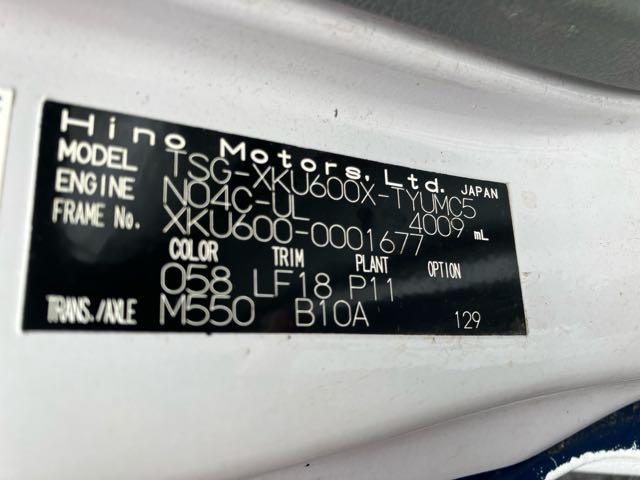 Hino Motors, Ltd. JAPAN
MODEL TSG-XKU600X-TYUMC5
ENGINE N04C-UL 4009 mL
FRAME No. XKU600-0001677
COLOR TRIM PLANT OPTION
058 LF18 P11
TRANS./AXLE M550 B10A 129